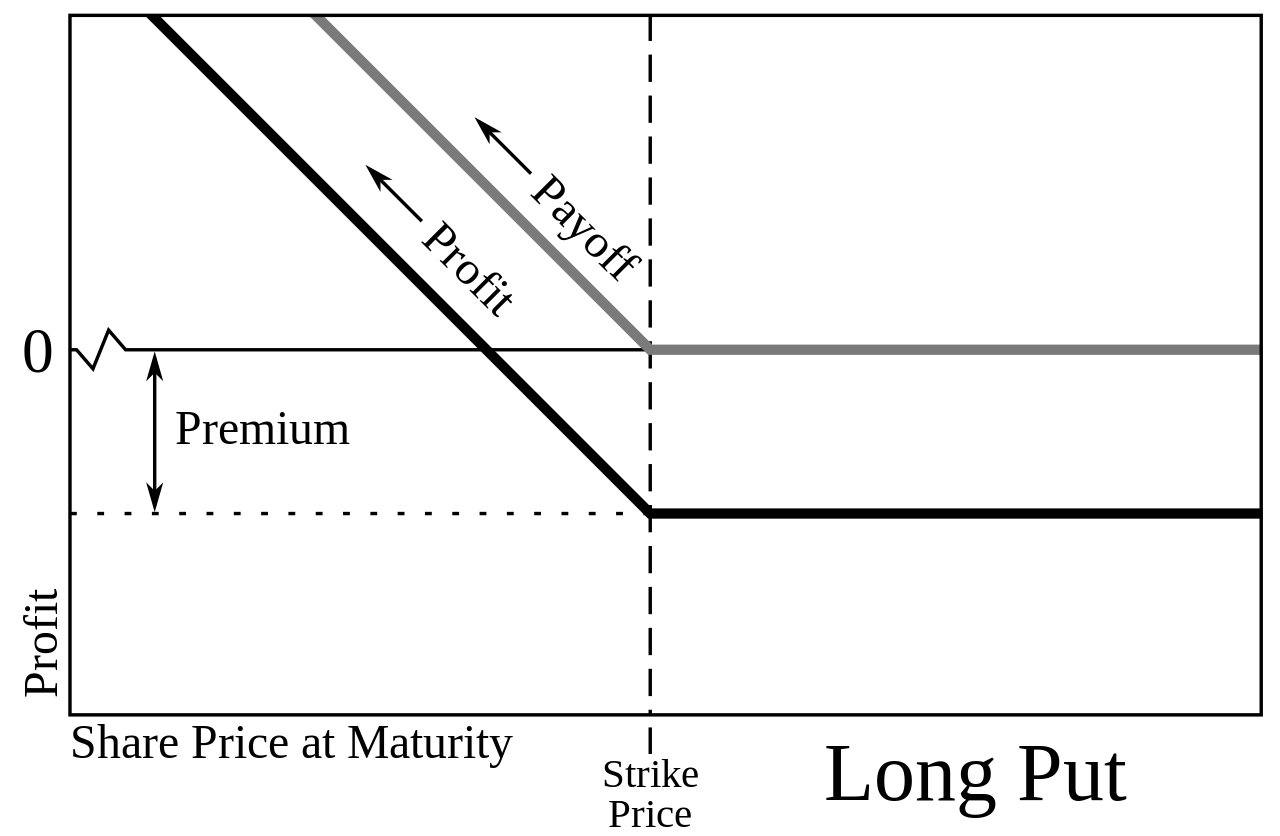 Payoff
Profit
0
Premium
Profit
Share Price at Maturity
Strike
Price
Long Put